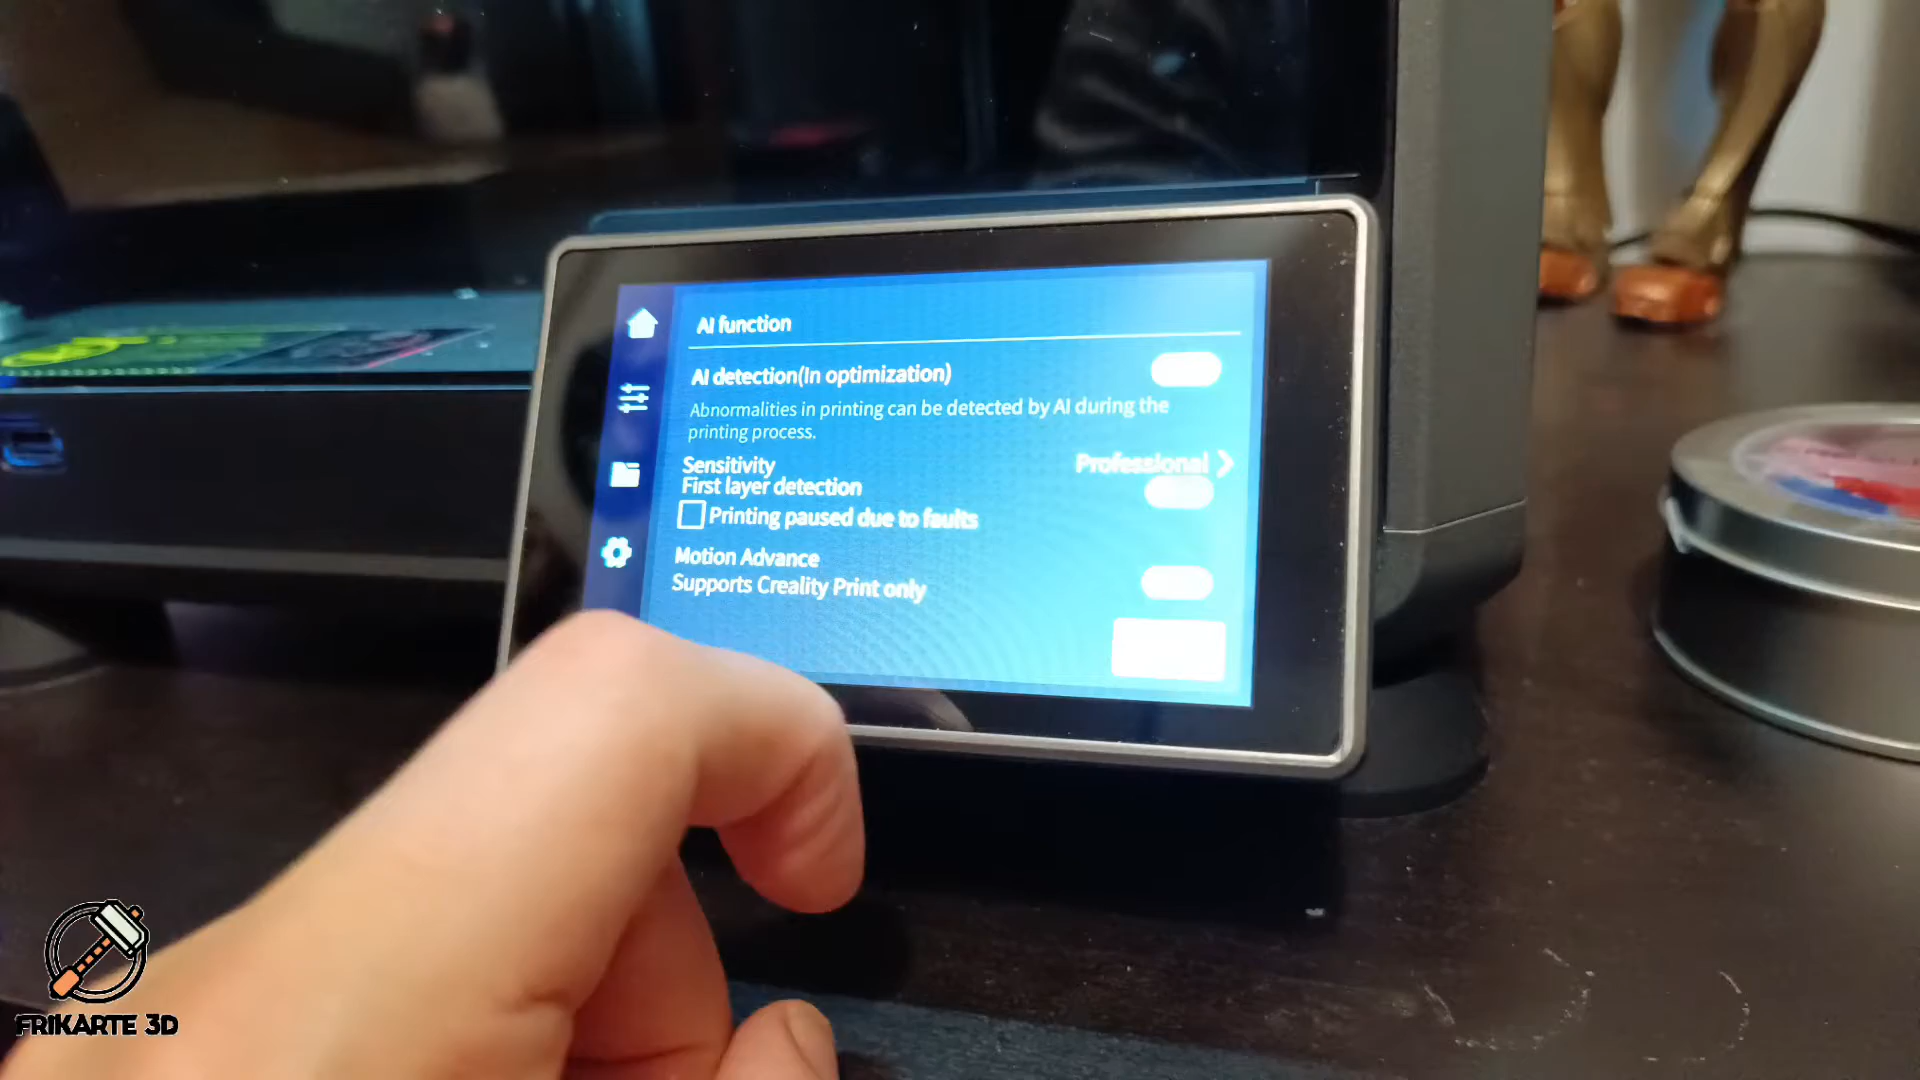 AI function
AI detection(In optimization)
Abnormalities in printing can be detected by AI during the
printing process.
Sensitivity
Professional
First layer detection
Printing paused due to faults
Motion Advance
Supports Creality Print only
FRIKARTE 3D